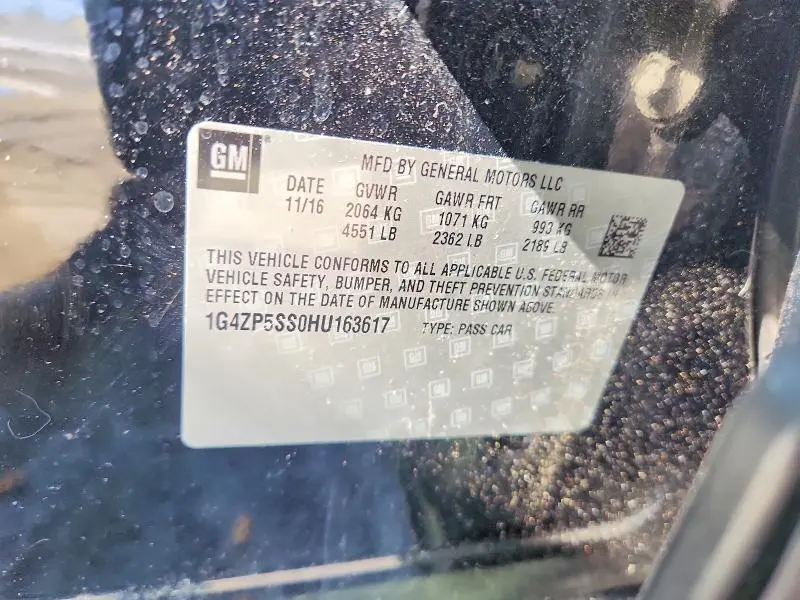 GM
MFD BY GENERAL MOTORS LLC
DATE GVWR GAWR FRT GAWR RR
11/16 2064 KG 1071 KG 993 KG
4551 LB 2362 LB 2189 LB
THIS VEHICLE CONFORMS TO ALL APPLICABLE U.S. FEDERAL MOTOR
VEHICLE SAFETY, BUMPER, AND THEFT PREVENTION STANDARDS IN
EFFECT ON THE DATE OF MANUFACTURE SHOWN ABOVE.
1G4ZP5SS0HU163617 TYPE: PASS CAR